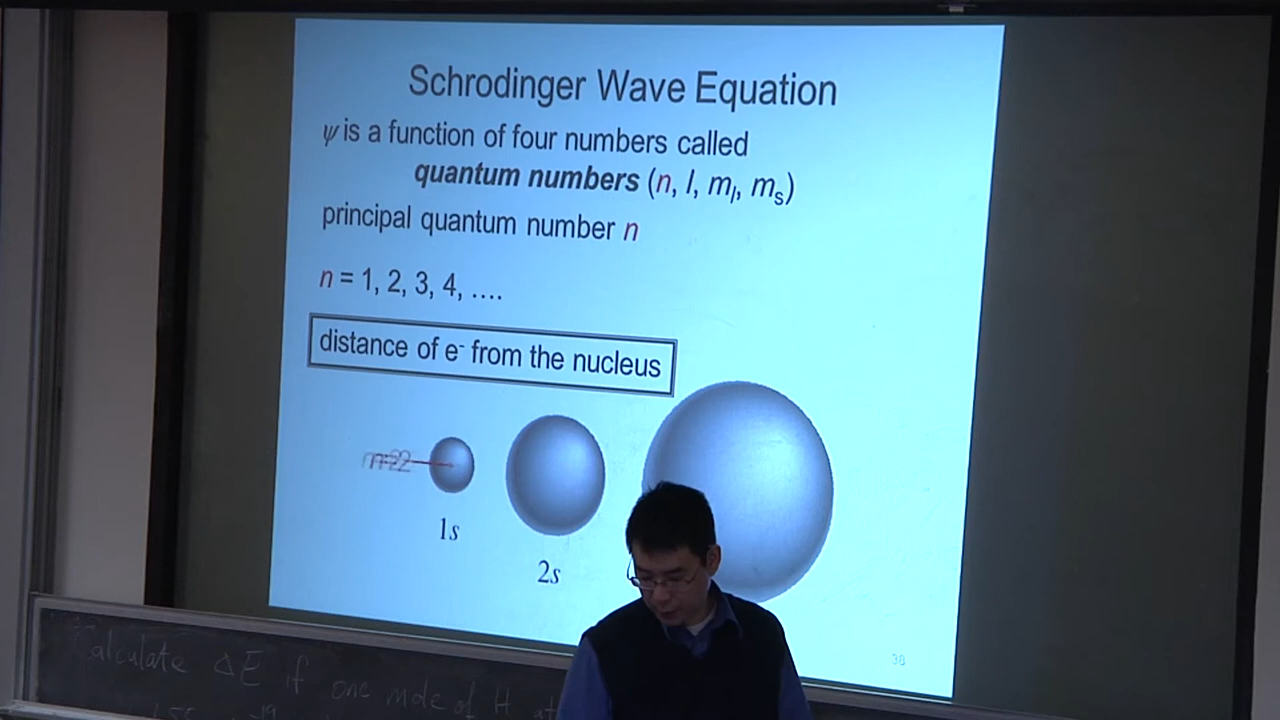 Schrodinger Wave Equation
ψ is a function of four numbers called
quantum numbers (n, l, mₗ, mₛ)
principal quantum number n
n = 1, 2, 3, 4, ….
distance of e⁻ from the nucleus
1s
2s
38
Calculate ΔE if one mole of H